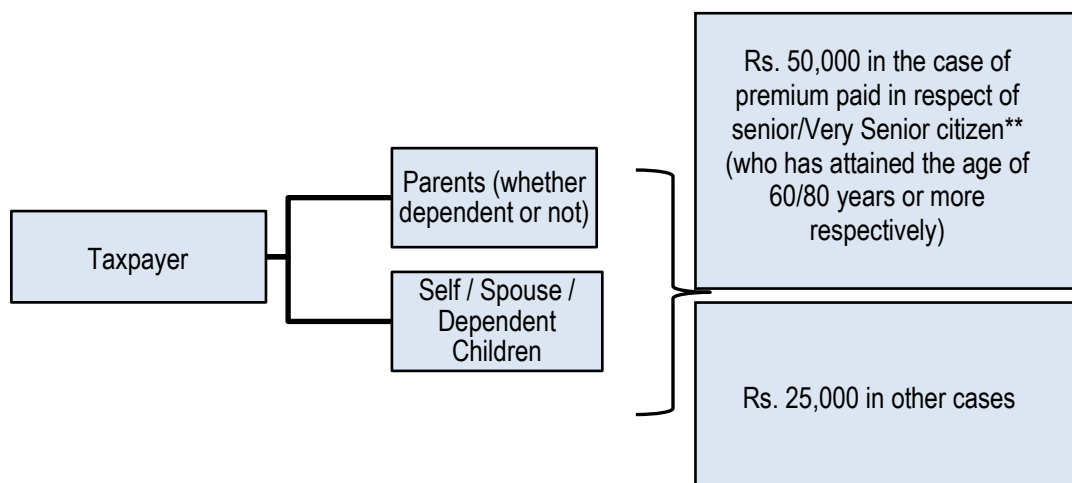 Taxpayer
Parents (whether
dependent or not)
Self / Spouse /
Dependent
Children
Rs. 50,000 in the case of
premium paid in respect of
senior/Very Senior citizen**
(who has attained the age of
60/80 years or more
respectively)
Rs. 25,000 in other cases